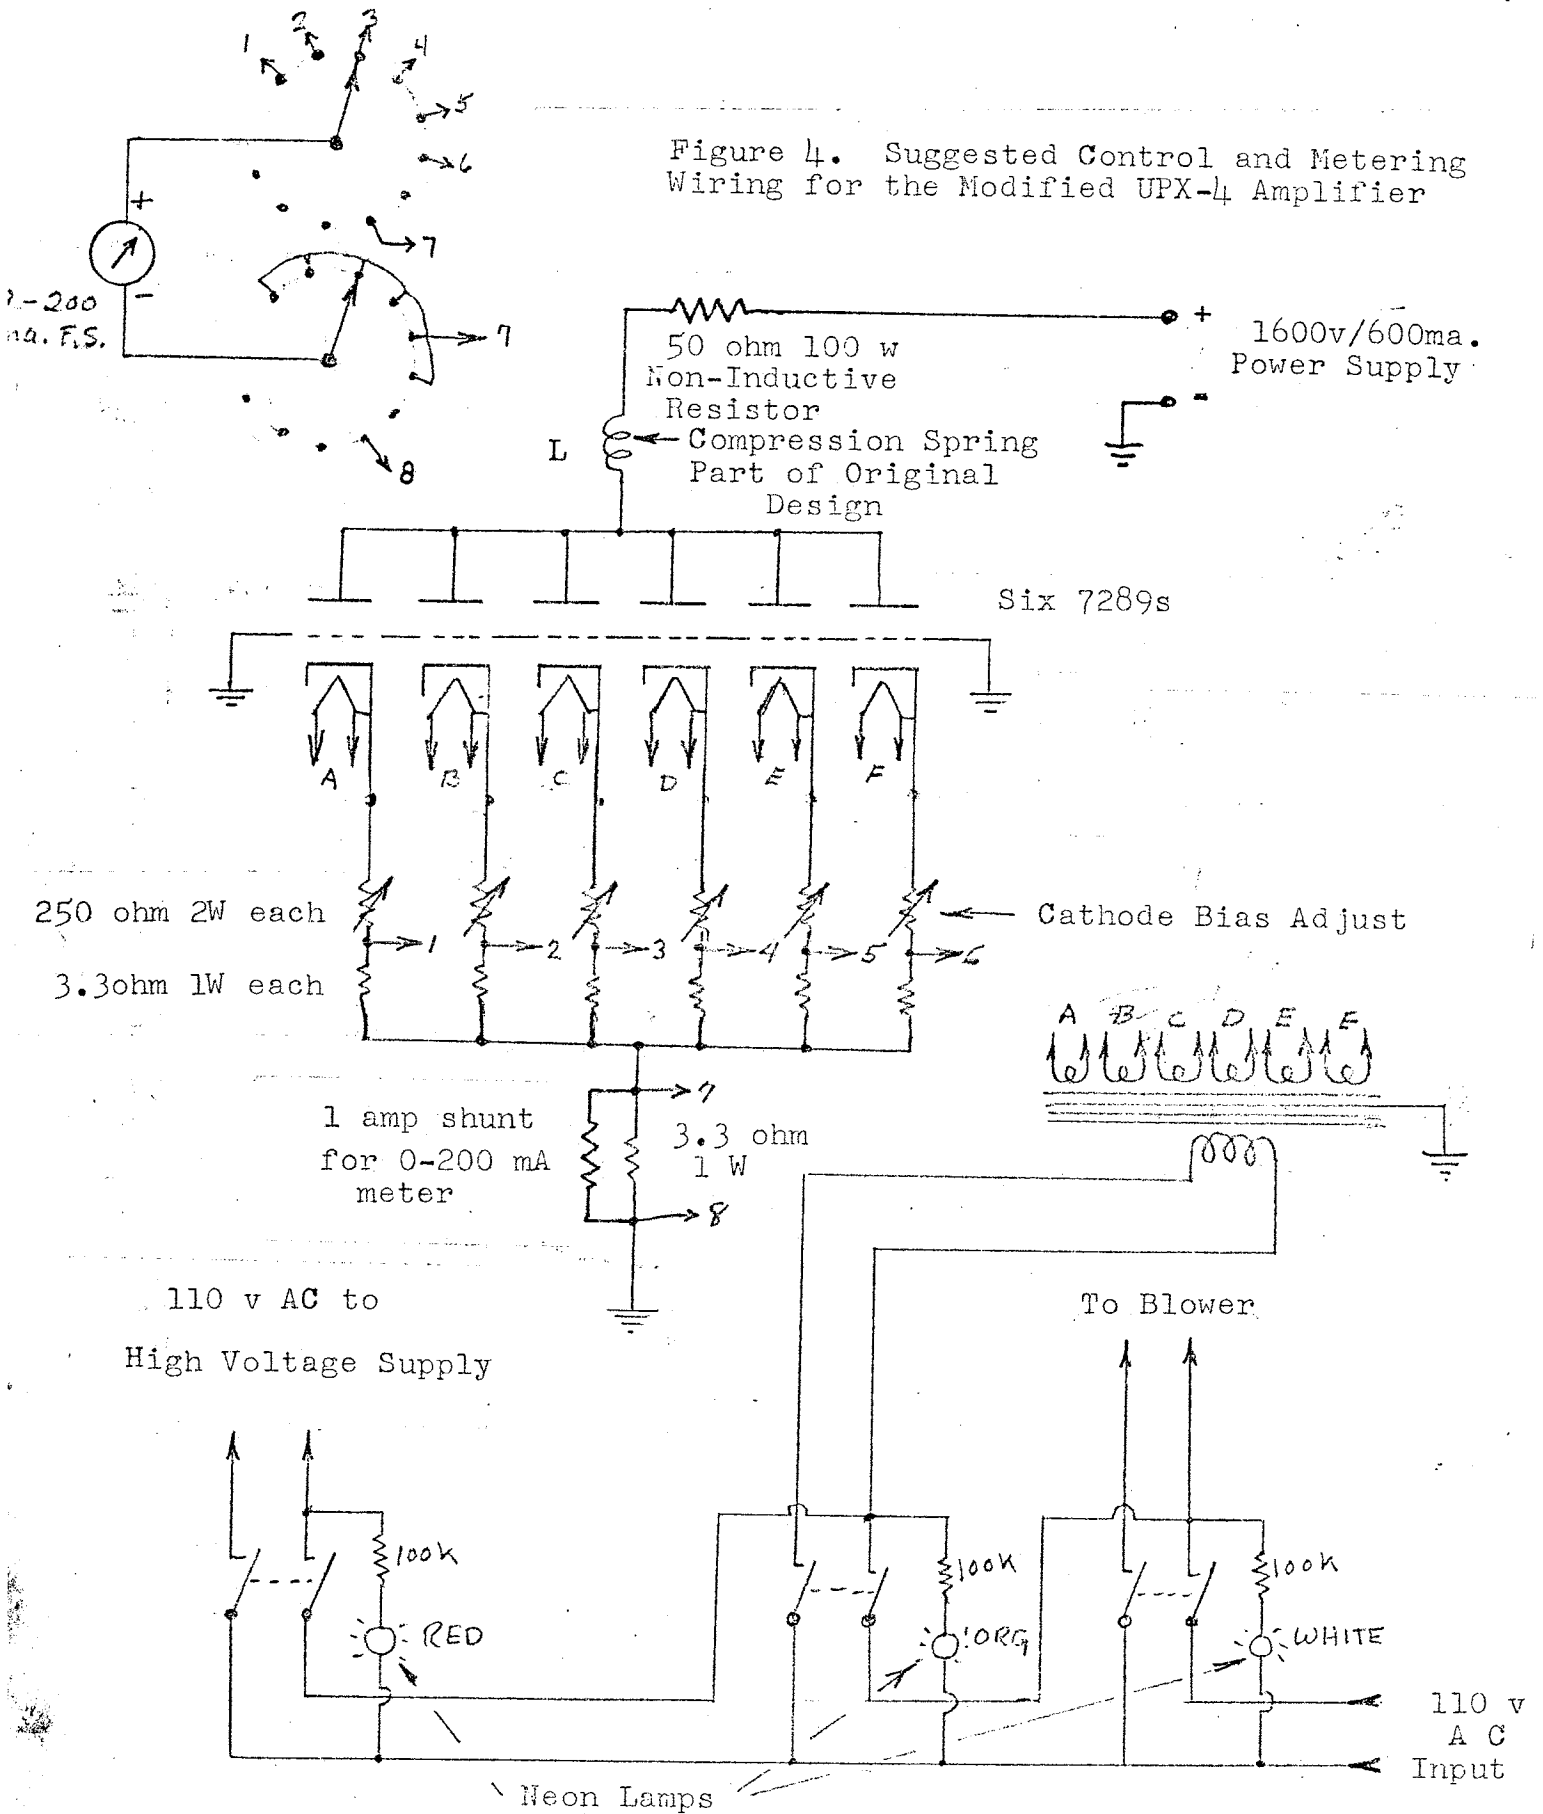 1
2
3
4
5
6
Figure 4. Suggested Control and Metering
Wiring for the Modified UPX-4 Amplifier
+
-
-200
F.S.
7
7
8
+
-
1600v/600ma.
Power Supply
50 ohm 100 w
Non-Inductive
Resistor
L
Compression Spring
Part of Original
Design
Six 7289s
A
B
C
D
E
F
250 ohm 2W each
Cathode Bias Adjust
1
2
3
4
5
6
3.3ohm 1W each
A
B
C
D
E
F
7
1 amp shunt
for 0-200 mA
meter
3.3 ohm
1 W
8
110 v AC to
High Voltage Supply
To Blower
100K
RED
100K
ORG
100K
WHITE
110 v
A C
Input
Neon Lamps